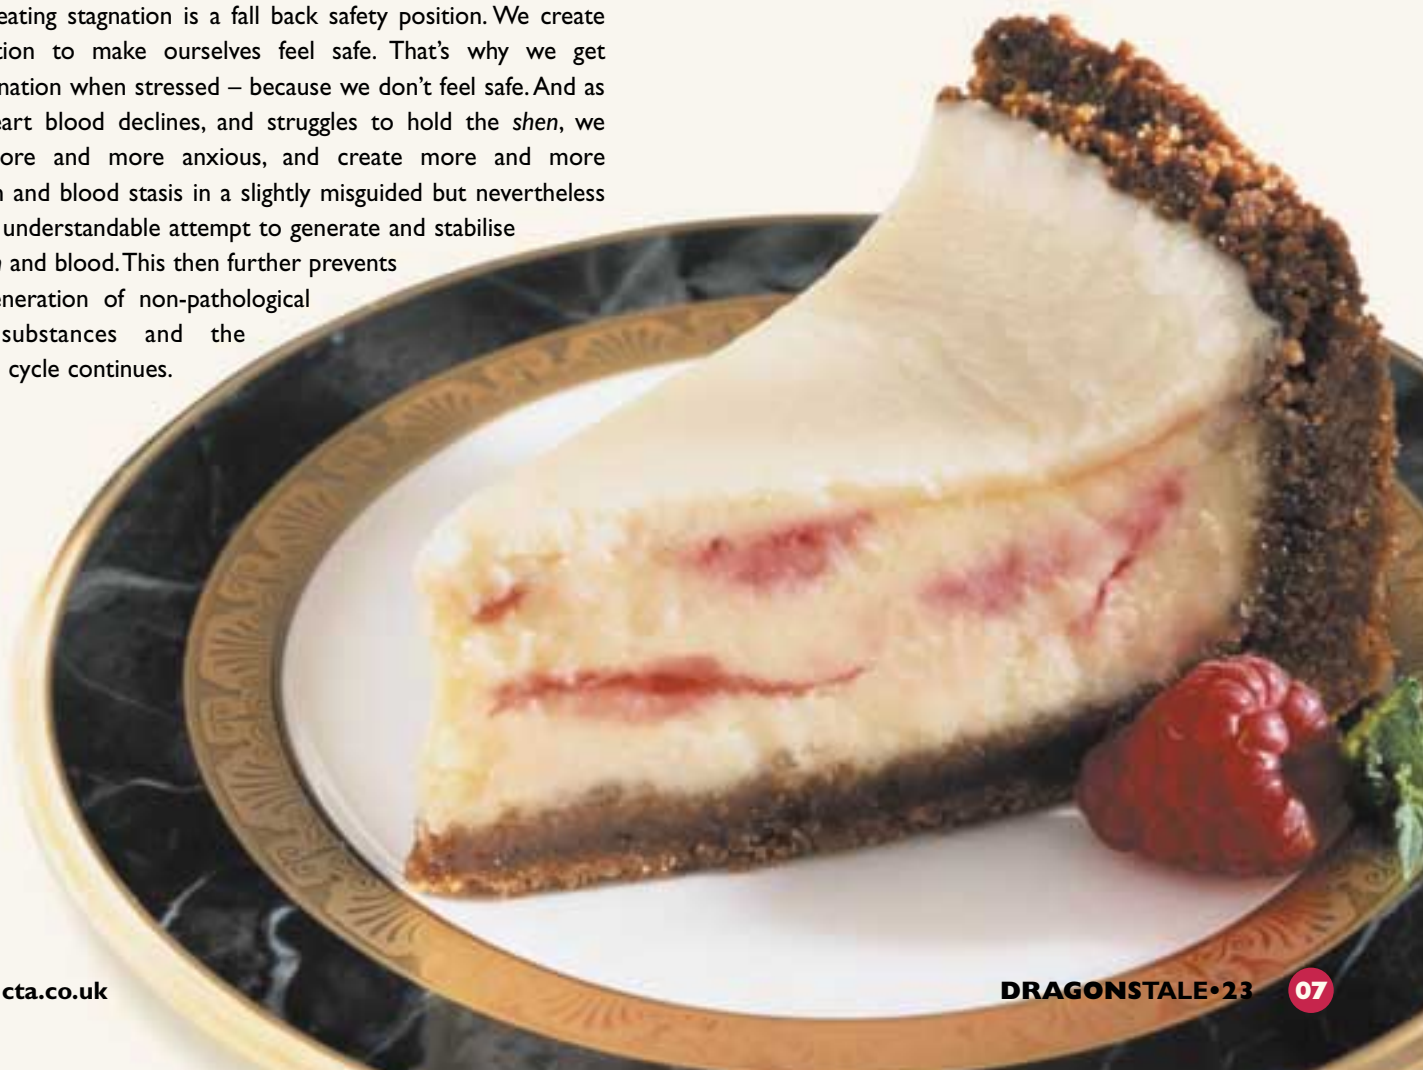 eating stagnation is a fall back safety position. We create
tion to make ourselves feel safe. That’s why we get
nation when stressed – because we don’t feel safe. And as
eart blood declines, and struggles to hold the shen, we
ore and more anxious, and create more and more
n and blood stasis in a slightly misguided but nevertheless
understandable attempt to generate and stabilise
and blood. This then further prevents
eneration of non-pathological
substances and the
cycle continues.
cta.co.uk
DRAGONSTALE•23 07